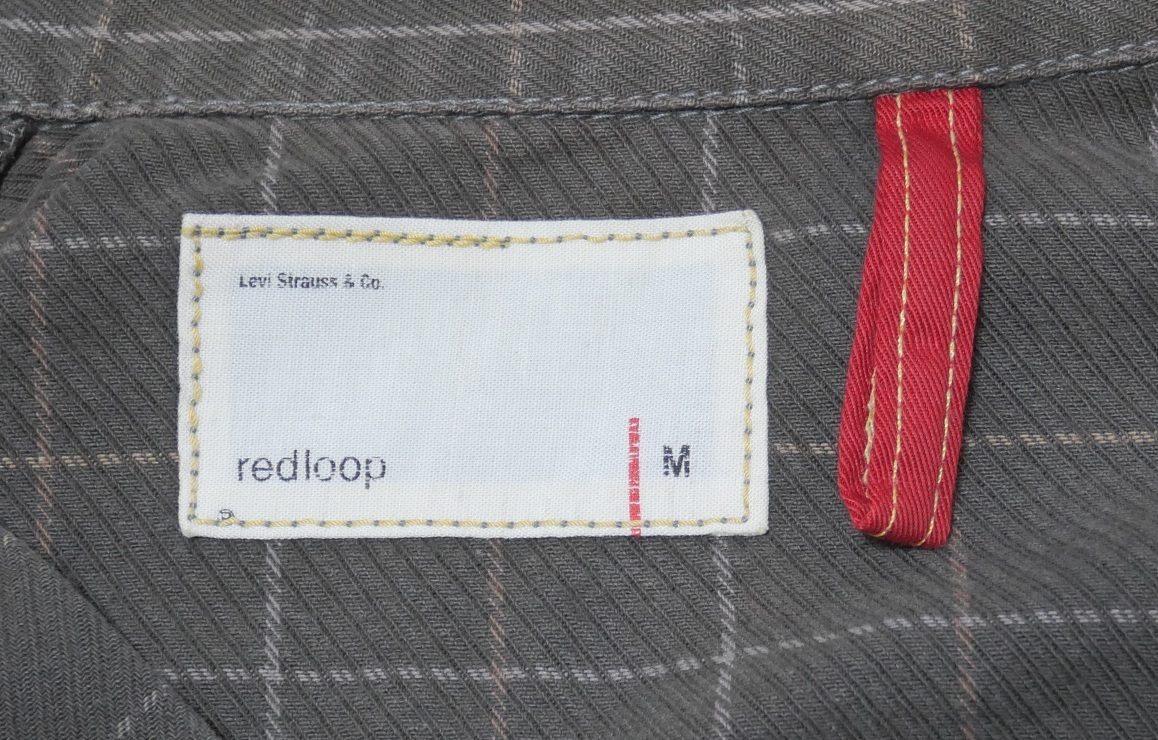 Levi Strauss & Co.
redloop
M